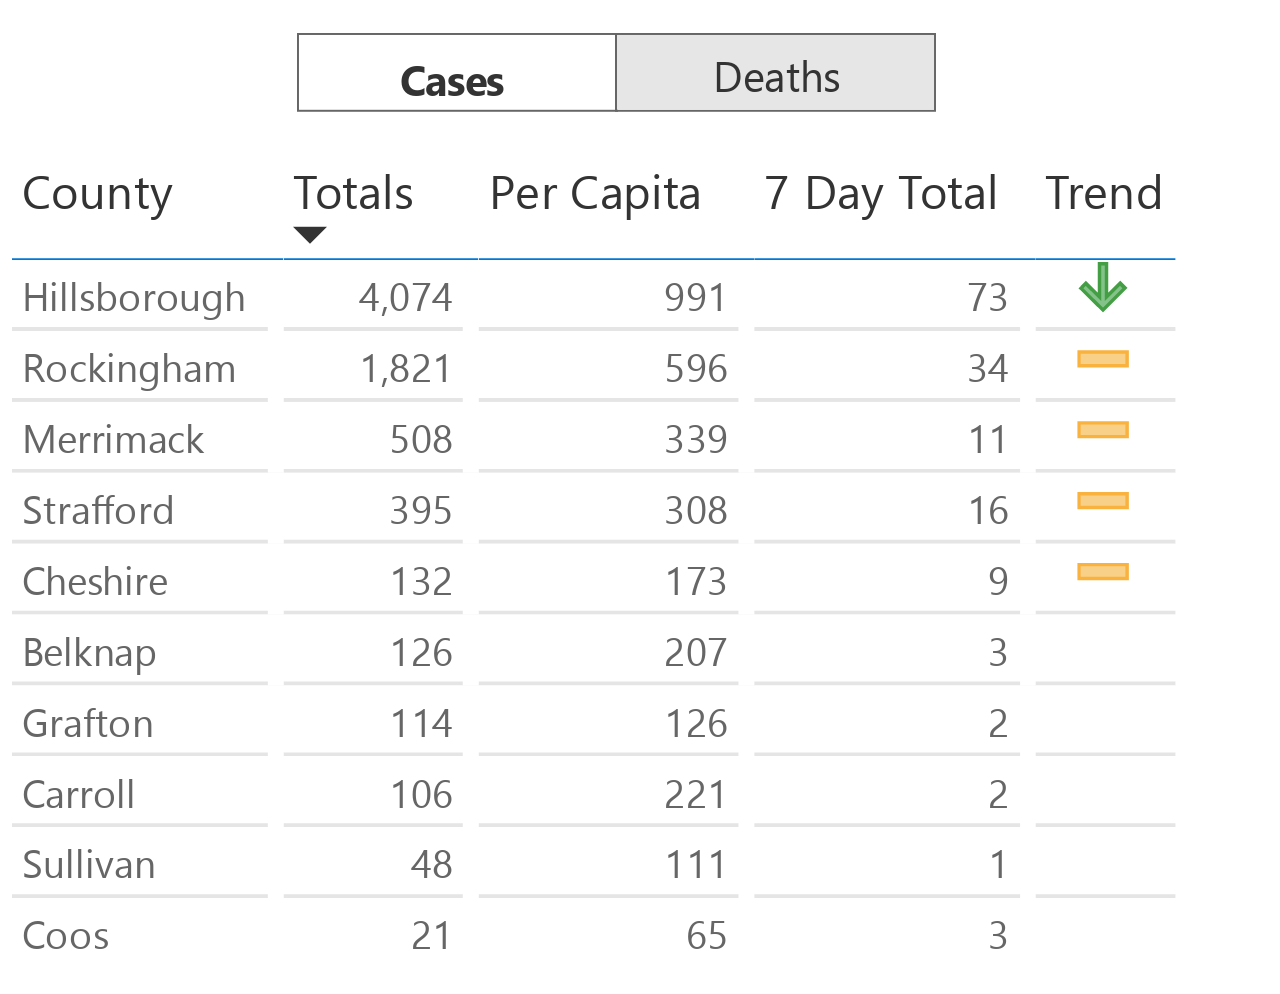 Cases Deaths
County Totals Per Capita 7 Day Total Trend
Hillsborough 4,074 991 73
Rockingham 1,821 596 34
Merrimack 508 339 11
Strafford 395 308 16
Cheshire 132 173 9
Belknap 126 207 3
Grafton 114 126 2
Carroll 106 221 2
Sullivan 48 111 1
Coos 21 65 3